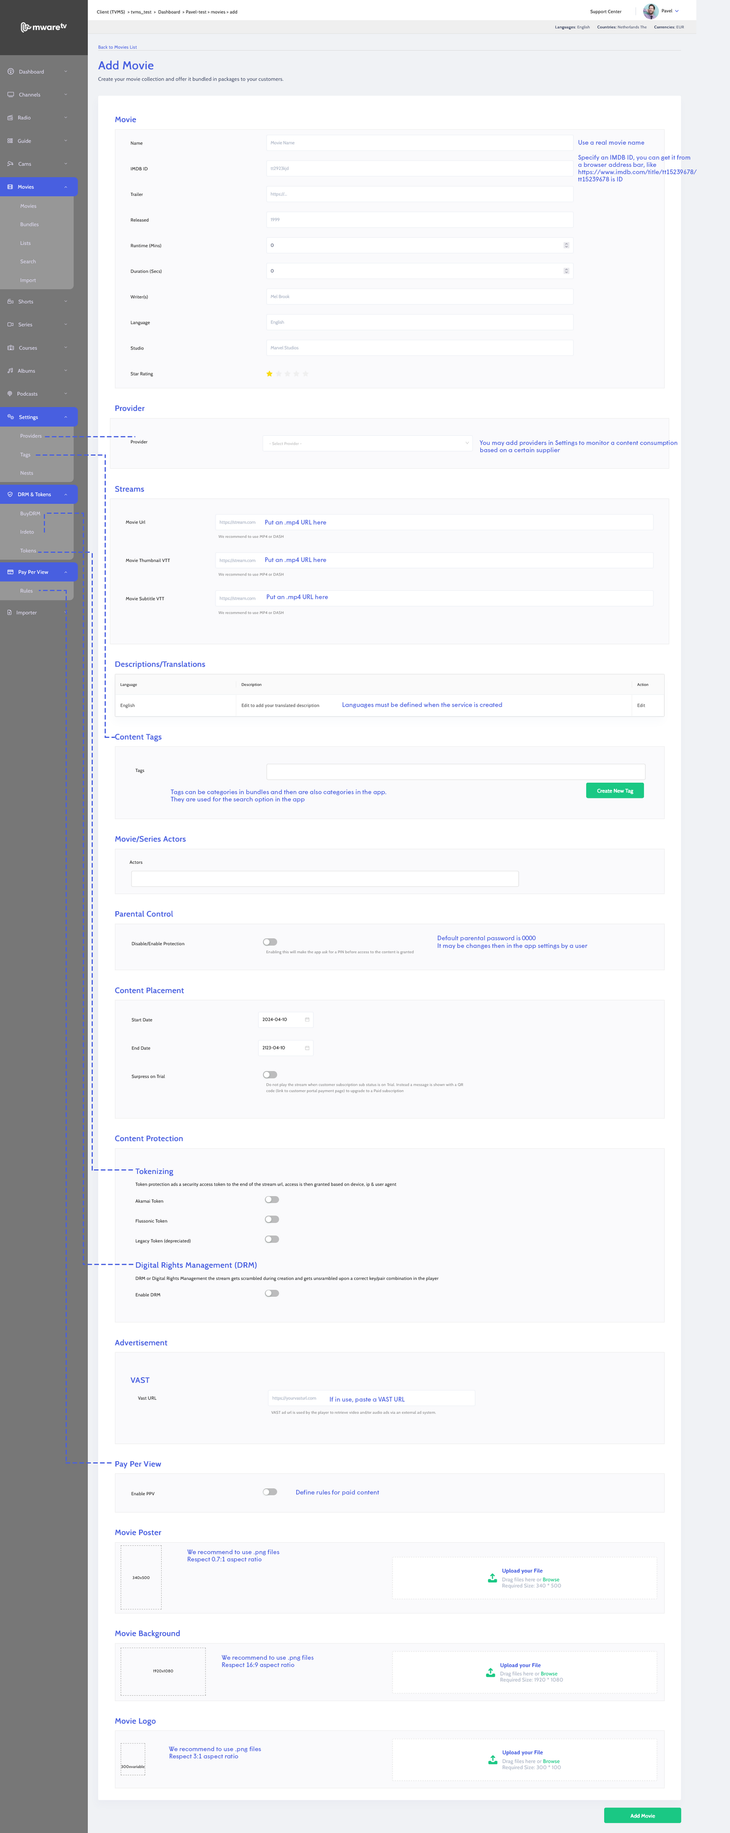 mwaretv
Client (TVMS) > tvms_test > Dashboard > Pavel-test > movies > add
Support Center
Pavel
Languages: English Countries: Netherlands The Currencies: EUR
Dashboard
Channels
Radio
Guide
Cams
Movies
Movies
Bundles
Lists
Search
Import
Shorts
Series
Courses
Albums
Podcasts
Settings
Providers
Tags
Items
DRM & Tokens
BuyDRM
Irdeto
Tokens
Pay Per View
Rules
Importer
Back to Movies List
Add Movie
Create your movie collection and offer it bundled in packages to your customers.
Movie
Name
Movie Name
Use a real movie name
IMDB ID
Specify an IMDB ID, you can get it from
a browser address bar, like
https://www.imdb.com/title/tt15239678/
tt15239678 is ID
Trailer
https://...
Released
1999
Runtime (Mins)
0
Duration (Secs)
0
Writer(s)
Language
English
Studio
Marvel Studios
Star Rating
Provider
Provider
- Select Provider -
You may add providers in Settings to monitor a content consumption
based on a certain supplier
Streams
Movie Url
https://stream.com
Put an .mp4 URL here
We recommend to use MP4 or DASH
Movie Thumbnail VTT
https://stream.com
Put an .mp4 URL here
We recommend to use MP4 or DASH
Movie Subtitle VTT
https://stream.com
Put an .mp4 URL here
We recommend to use MP4 or DASH
Descriptions/Translations
Language
Description
Action
English
Edit to add your translated description
Languages must be defined when the service is created
Edit
Content Tags
Tags
Tags can be categories in bundles and then are also categories in the app.
They are used for the search option in the app
Create New Tag
Movie/Series Actors
Actors
Parental Control
Disable/Enable Protection
Enabling this will make the app ask for a PIN before access to the content is granted
Default parental password is 0000
It may be changes then in the app settings by a user
Content Placement
Start Date
2024-04-10
End Date
2123-04-10
Surpress on Trial
Do not play the stream when customer subscription sub status is on Trial, instead a message is shown with a QR
code (link to customer portal payment page) to upgrade to a Paid subscription
Content Protection
Tokenizing
Token protection ads a security access token to the end of the stream url, access is then granted based on device, ip & user agent
Akamai Token
Flussonic Token
Legacy Token (depreciated)
Digital Rights Management (DRM)
DRM or Digital Rights Management the stream gets scrambled during creation and gets unscrambled upon a correct key/pair combination in the player
Enable DRM
Advertisement
VAST
Vast URL
If in use, paste a VAST URL
VAST ad url is used by the player to retrieve video and/or audio ads via an external ad system.
Pay Per View
Enable PPV
Define rules for paid content
Movie Poster
340x500
We recommend to use .png files
Respect 0.7:1 aspect ratio
Upload your File
Drag files here or Browse
Required Size: 340 * 500
Movie Background
1920x1080
We recommend to use .png files
Respect 16:9 aspect ratio
Upload your File
Drag files here or Browse
Required Size: 1920 * 1080
Movie Logo
300xvariable
We recommend to use .png files
Respect 3:1 aspect ratio
Upload your File
Drag files here or Browse
Required Size: 300 * 100
Add Movie